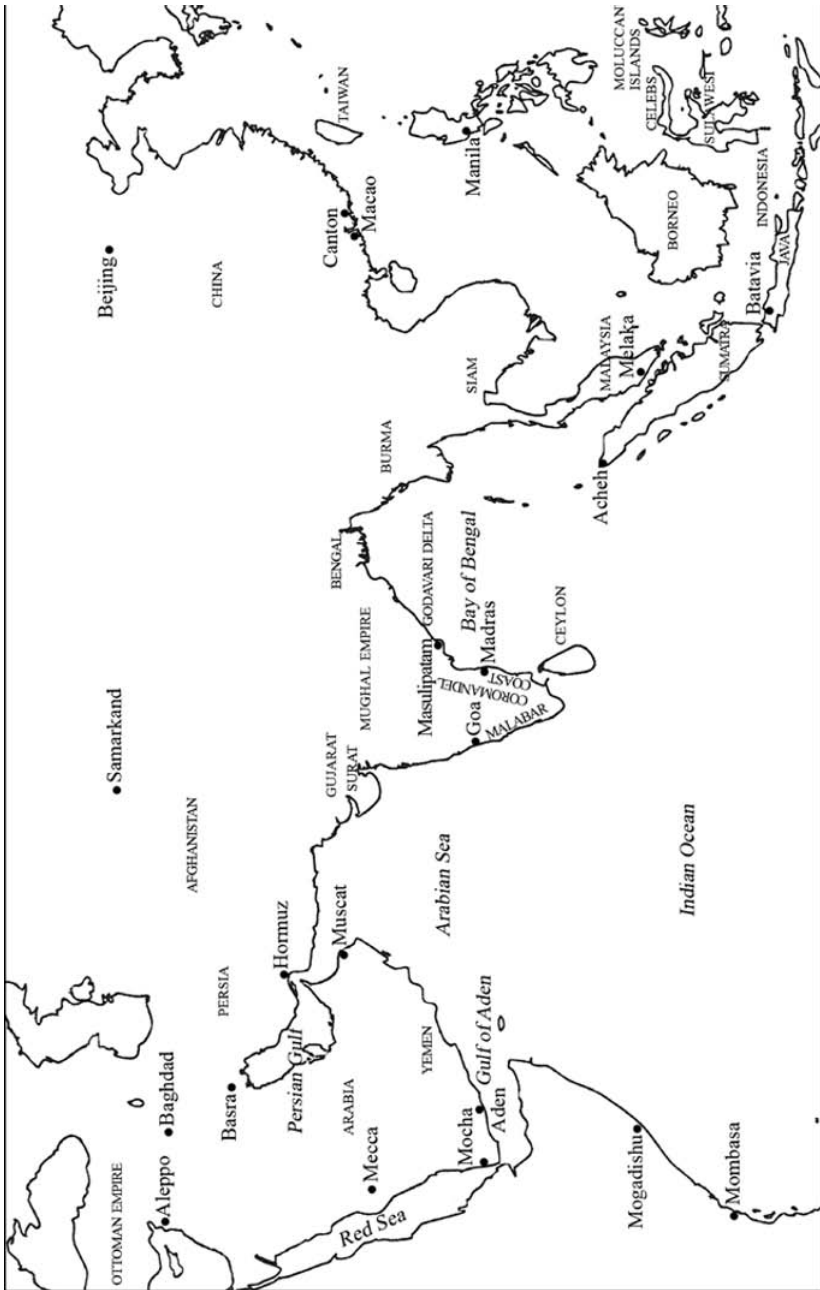 OTTOMAN EMPIRE
Aleppo
Baghdad
Samarkand
Beijing
PERSIA
AFGHANISTAN
CHINA
Basra
Hormuz
Persian Gulf
Muscat
ARABIA
Mecca
Red Sea
YEMEN
Mocha
Aden
Gulf of Aden
Arabian Sea
GUJARAT
SURAT
MUGHAL EMPIRE
BENGAL
BURMA
SIAM
Canton
Macao
TAIWAN
Masulipatam
GODAVARI DELTA
Bay of Bengal
Goa
MALABAR
COROMANDEL
COAST
Madras
CEYLON
Manila
Acheh
MALAYSIA
Melaka
SUMATRA
BORNEO
MOLUCCAN
ISLANDS
CELEBS
SULAWESI
INDONESIA
Batavia
JAVA
Mogadishu
Mombasa
Indian Ocean